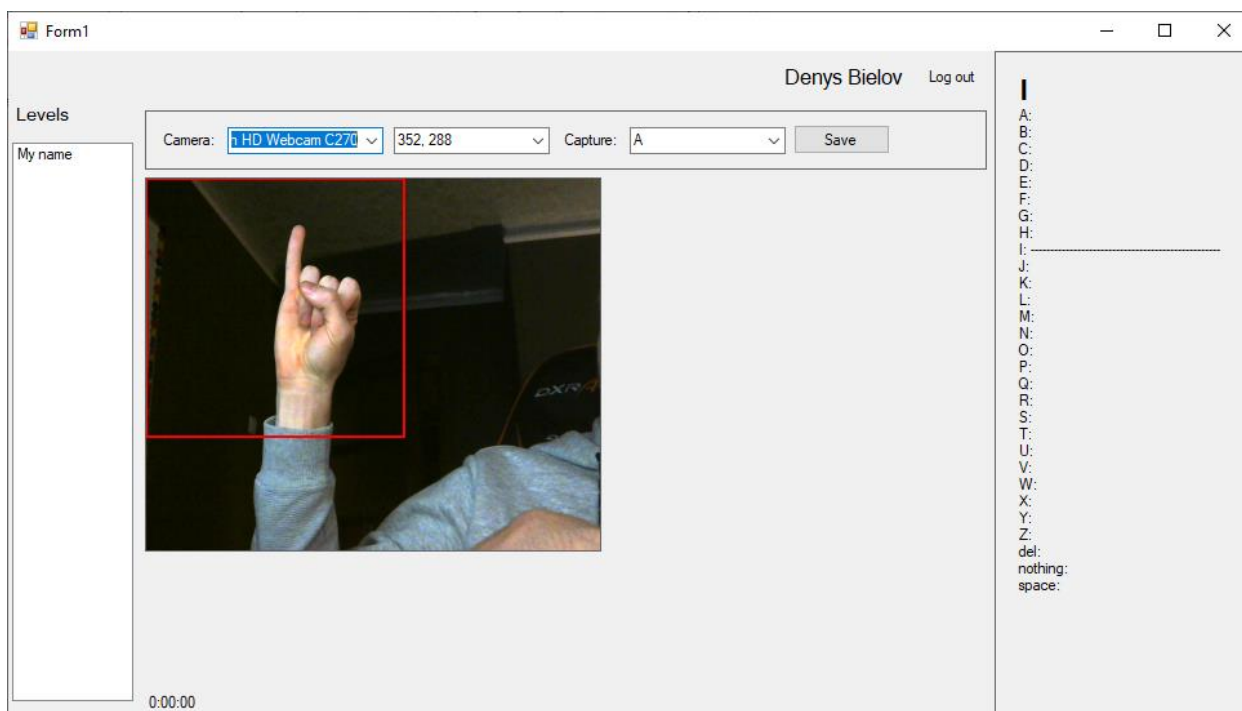 Form1
Denys Bielov Log out
Levels
Camera: n HD Webcam C270 352, 288 Capture: A Save
My name
DXRA
0:00:00
I
A:
B:
C:
D:
E:
F:
G:
H:
I: ------------------------------------------------
J:
K:
L:
M:
N:
O:
P:
Q:
R:
S:
T:
U:
V:
W:
X:
Y:
Z:
del:
nothing:
space: